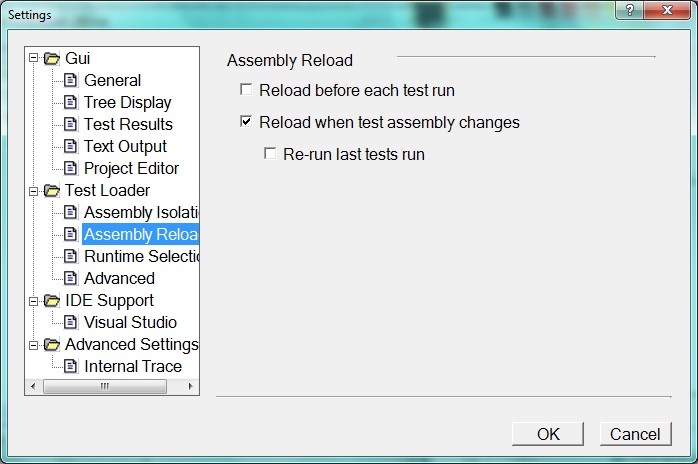 Settings
Gui
General
Tree Display
Test Results
Text Output
Project Editor
Test Loader
Assembly Isolati
Assembly Reloa
Runtime Selectio
Advanced
IDE Support
Visual Studio
Advanced Settings
Internal Trace
Assembly Reload
Reload before each test run
Reload when test assembly changes
Re-run last tests run
OK
Cancel